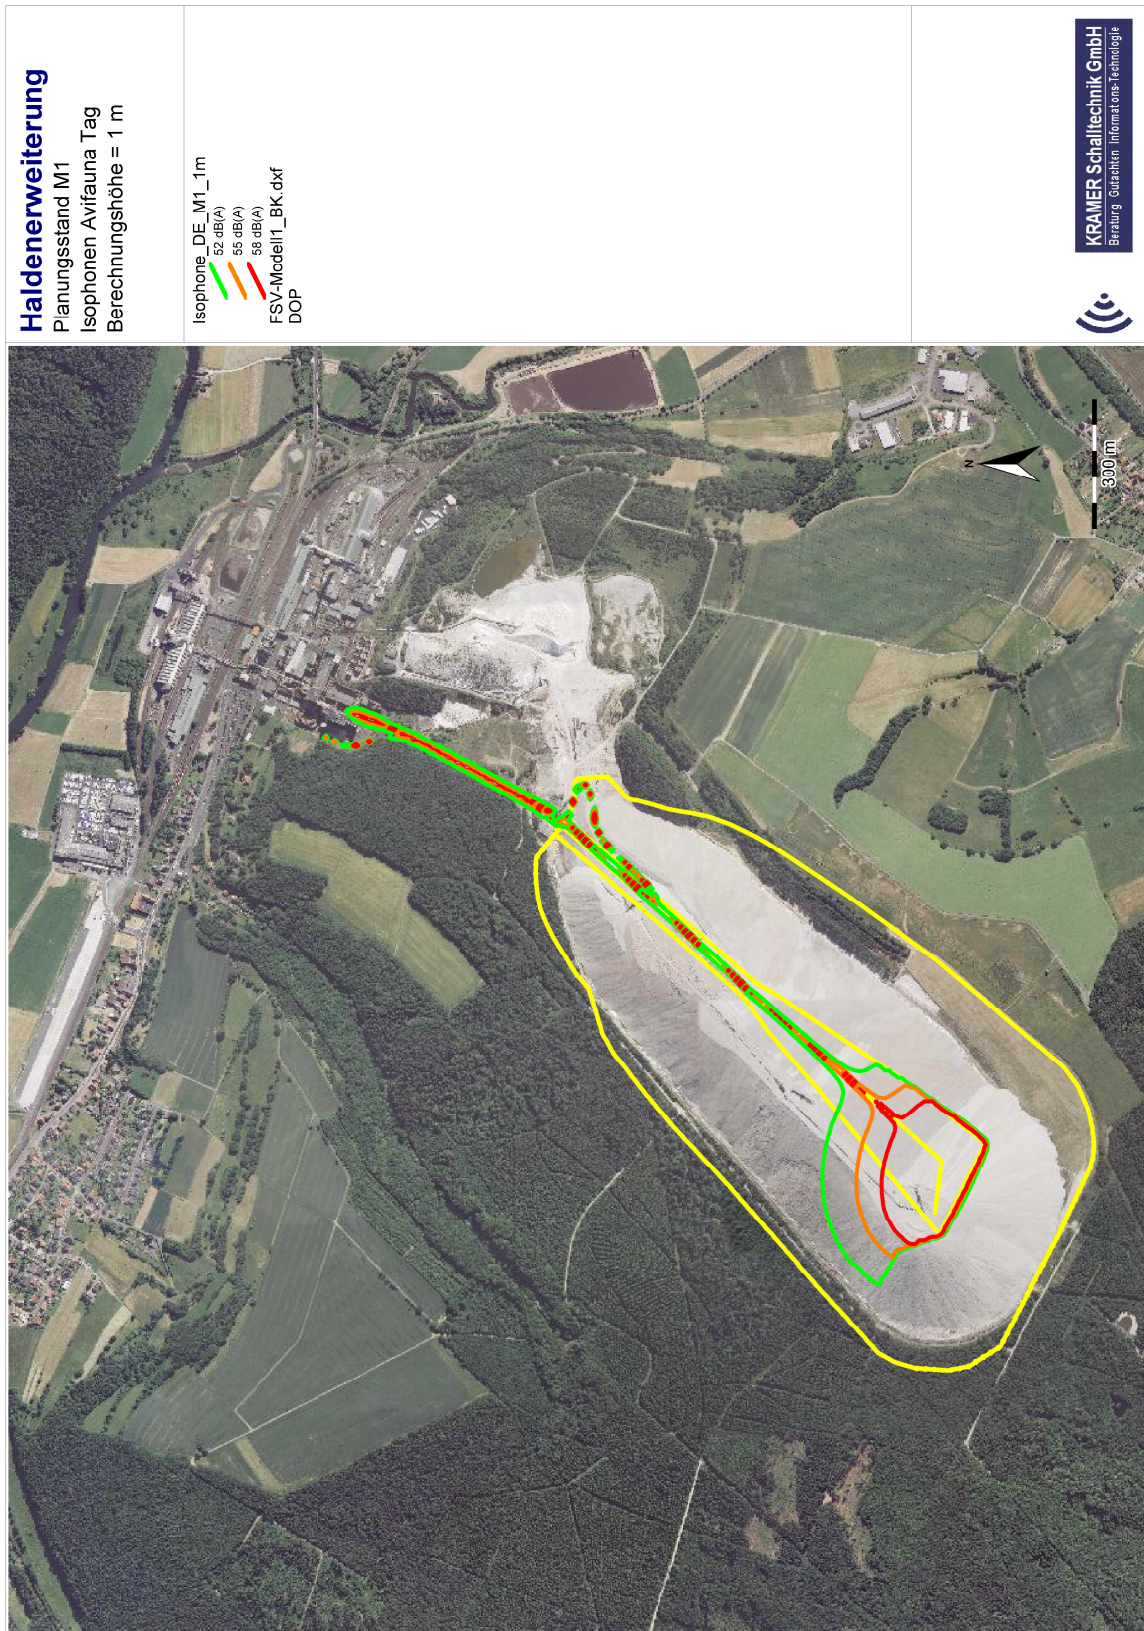 Haldenerweiterung
Planungsstand M1
Isophonen Avifauna Tag
Berechnungshöhe = 1 m
Isophone_DE_M1_1m
52 dB(A)
55 dB(A)
58 dB(A)
FSV-Modell1_BK.dxf
DOP
KRAMER Schalltechnik GmbH
Beratung Gutachten Informations-Technologie
N
300 m